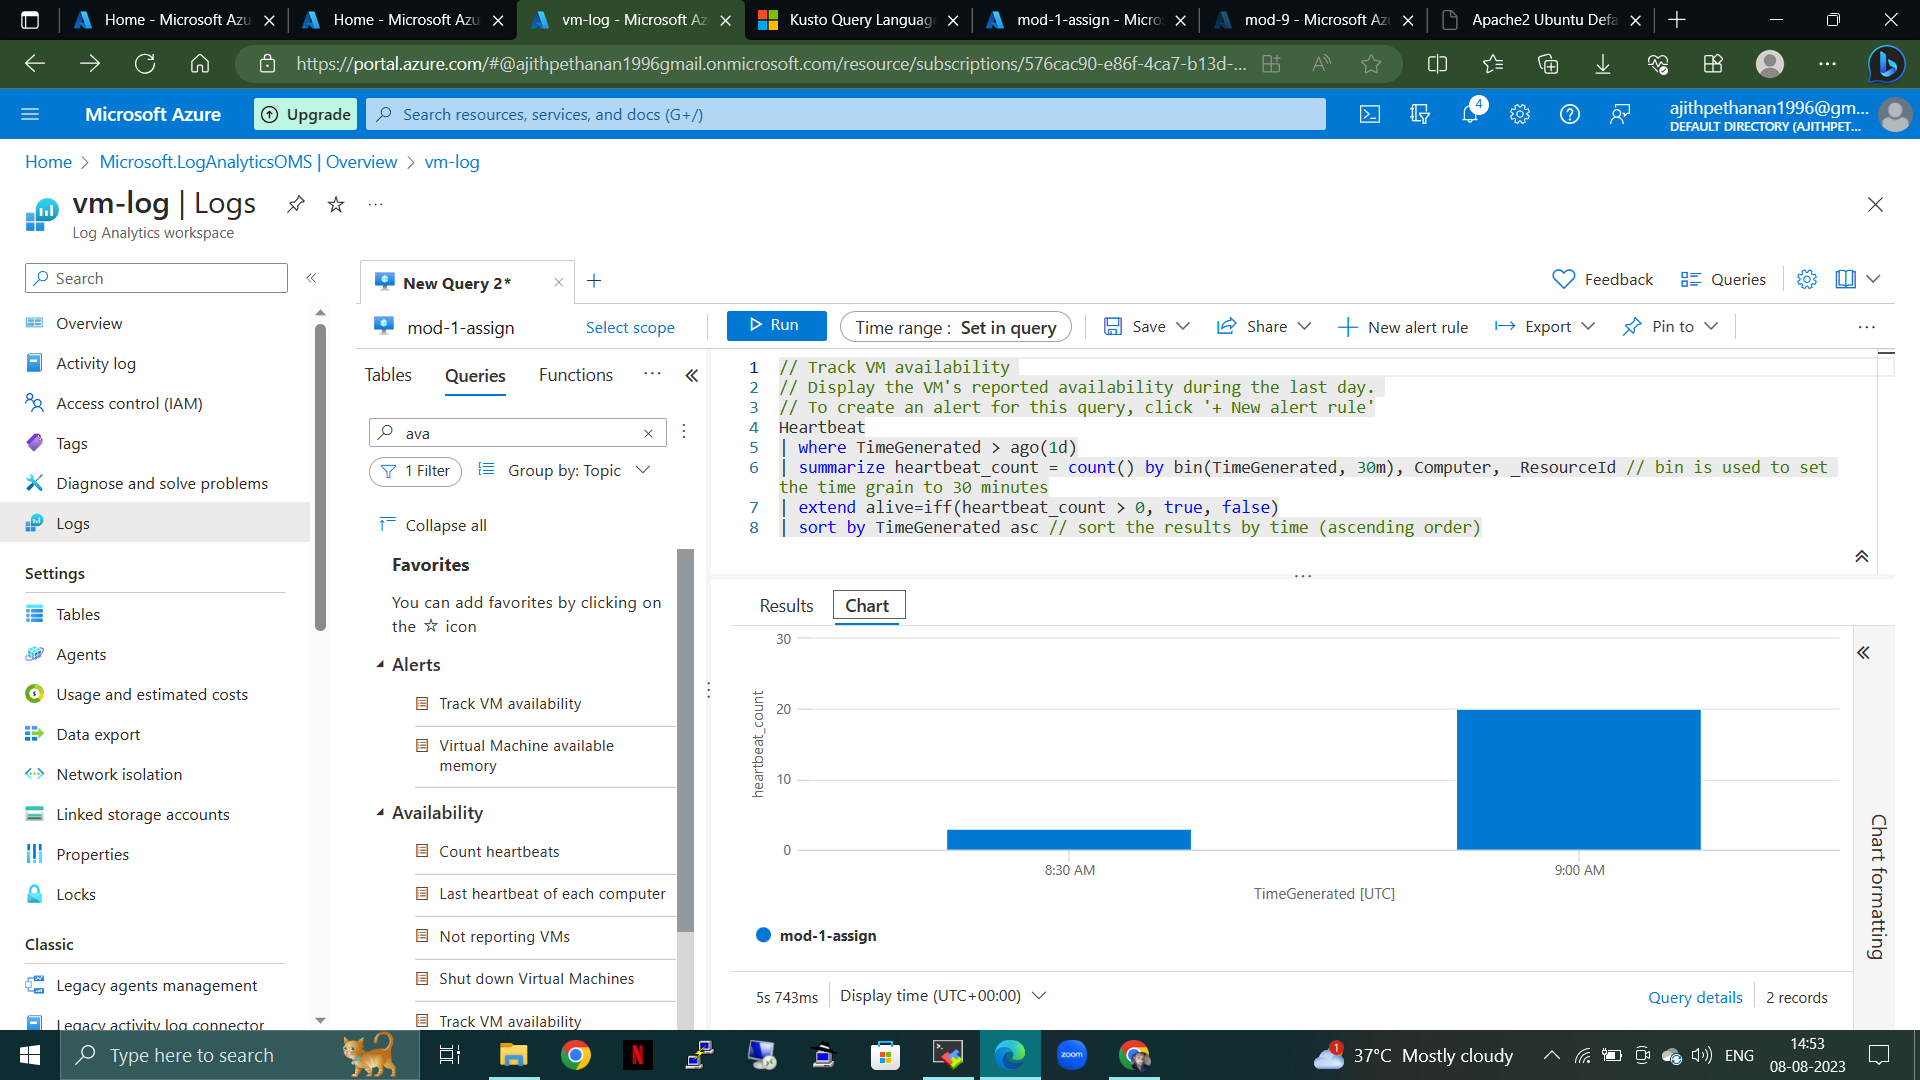 Home - Microsoft Azu
Home - Microsoft Azu
vm-log - Microsoft Az
Kusto Query Language
mod-1-assign - Micros
mod-9 - Microsoft Az
Apache2 Ubuntu Defa
https://portal.azure.com/#@ajithpethanan1996gmail.onmicrosoft.com/resource/subscriptions/576cac90-e86f-4ca7-b13d-...
Microsoft Azure
Upgrade
Search resources, services, and docs (G+/)
4
ajithpethanan1996@gm...
DEFAULT DIRECTORY (AJITHPET...
Home > Microsoft.LogAnalyticsOMS | Overview > vm-log
vm-log | Logs
Log Analytics workspace
Search
Overview
Activity log
Access control (IAM)
Tags
Diagnose and solve problems
Logs
Settings
Tables
Agents
Usage and estimated costs
Data export
Network isolation
Linked storage accounts
Properties
Locks
Classic
Legacy agents management
Legacy activity log connector
New Query 2*
Feedback
Queries
mod-1-assign
Select scope
Run
Time range : Set in query
Save
Share
New alert rule
Export
Pin to
Tables
Queries
Functions
ava
1 Filter
Group by: Topic
Collapse all
Favorites
You can add favorites by clicking on
the ☆ icon
Alerts
Track VM availability
Virtual Machine available
memory
Availability
Count heartbeats
Last heartbeat of each computer
Not reporting VMs
Shut down Virtual Machines
Track VM availability
1 // Track VM availability
2 // Display the VM's reported availability during the last day.
3 // To create an alert for this query, click '+ New alert rule'
4 Heartbeat
5 | where TimeGenerated > ago(1d)
6 | summarize heartbeat_count = count() by bin(TimeGenerated, 30m), Computer, _ResourceId // bin is used to set
the time grain to 30 minutes
7 | extend alive=iff(heartbeat_count > 0, true, false)
8 | sort by TimeGenerated asc // sort the results by time (ascending order)
Results
Chart
30
20
10
0
heartbeat_count
8:30 AM
9:00 AM
TimeGenerated [UTC]
mod-1-assign
Chart formatting
5s 743ms
Display time (UTC+00:00)
Query details
2 records
Type here to search
zoom
1
37°C Mostly cloudy
ENG
14:53
08-08-2023